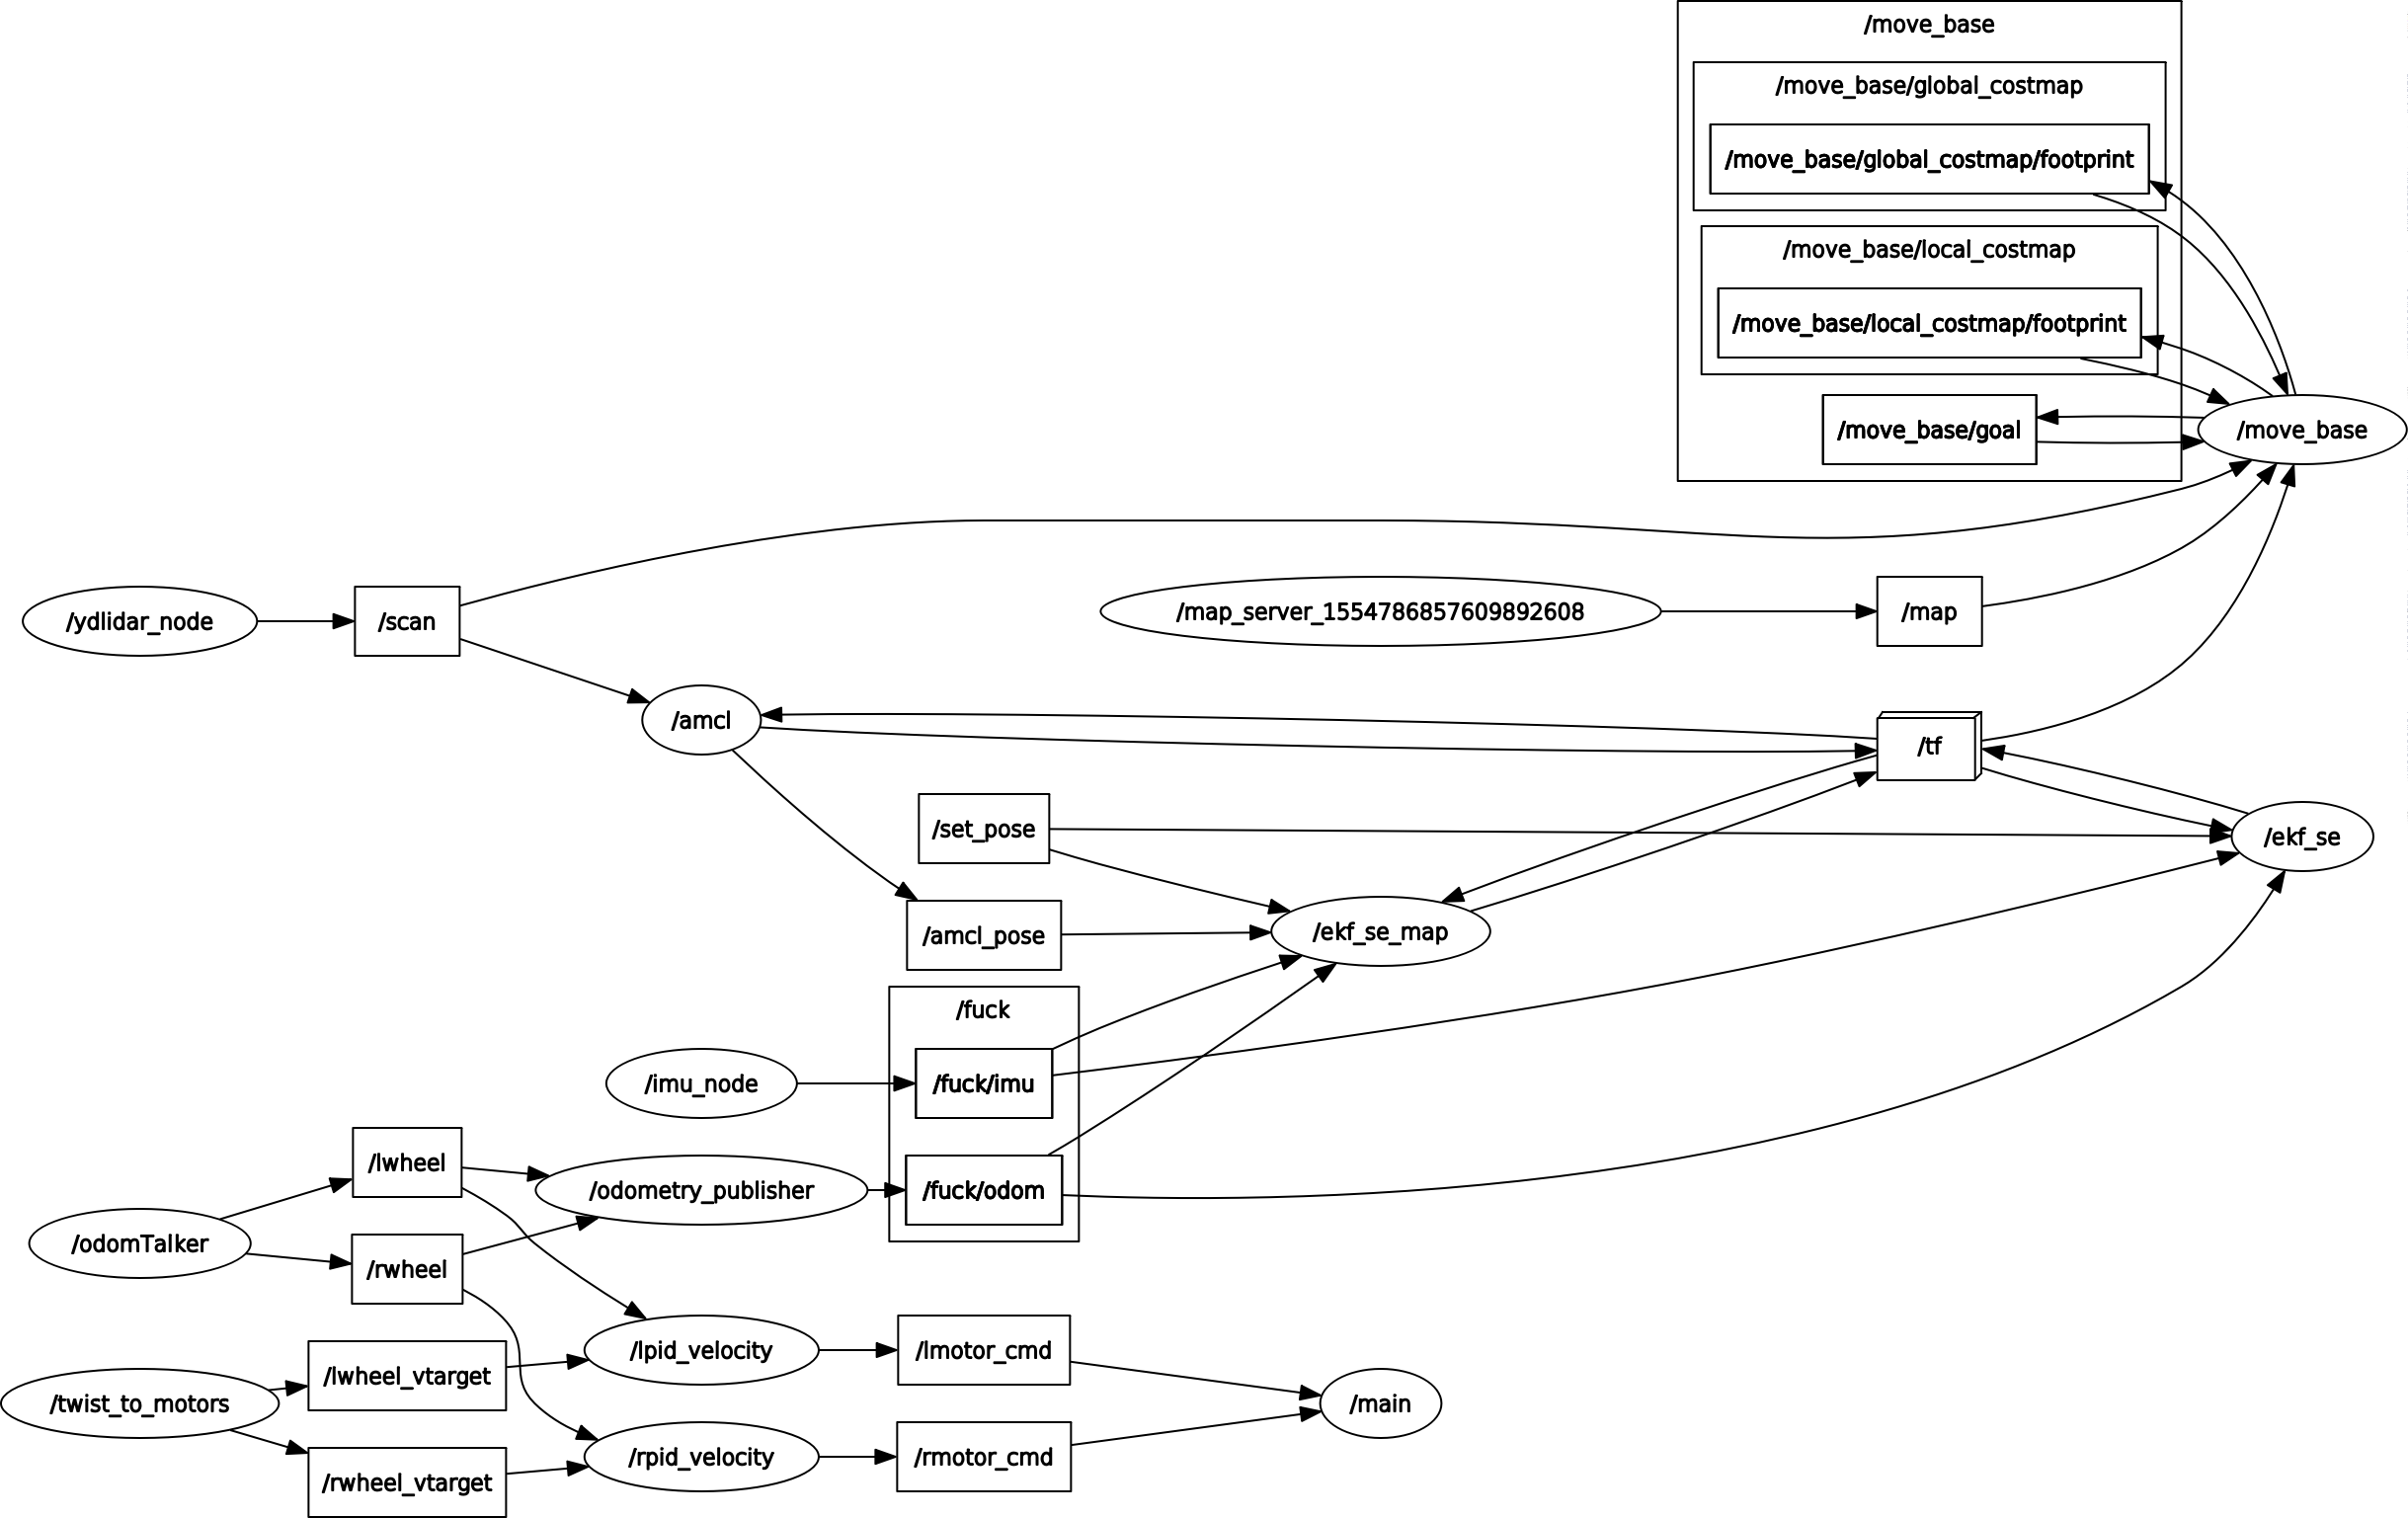 /move_base
/move_base/global_costmap
/move_base/global_costmap/footprint
/move_base/local_costmap
/move_base/local_costmap/footprint
/move_base/goal
/move_base
/ydlidar_node
/scan
/map_server_1554786857609892608
/map
/amcl
/tf
/set_pose
/ekf_se
/amcl_pose
/ekf_se_map
/fuck
/imu_node
/fuck/imu
/lwheel
/odometry_publisher
/fuck/odom
/odomTalker
/rwheel
/lpid_velocity
/lmotor_cmd
/lwheel_vtarget
/twist_to_motors
/main
/rpid_velocity
/rmotor_cmd
/rwheel_vtarget